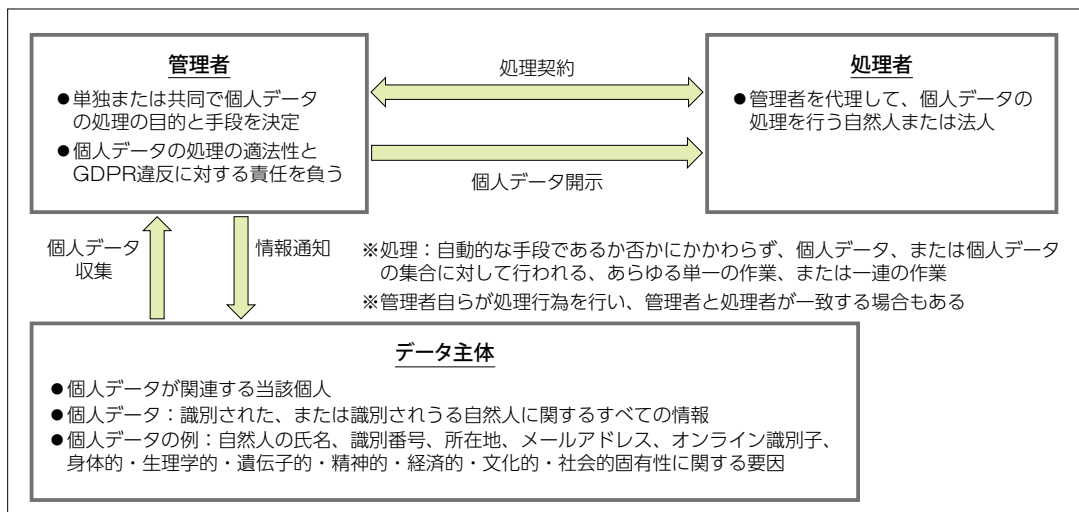 管理者
●単独または共同で個人データ
の処理の目的と手段を決定
●個人データの処理の適法性と
GDPR違反に対する責任を負う
処理契約
個人データ開示
処理者
●管理者を代理して、個人データの
処理を行う自然人または法人
個人データ
収集
情報通知
※処理：自動的な手段であるか否かにかかわらず、個人データ、または個人データ
の集合に対して行われる、あらゆる単一の作業、または一連の作業
※管理者自らが処理行為を行い、管理者と処理者が一致する場合もある
データ主体
●個人データが関連する当該個人
●個人データ：識別された、または識別されうる自然人に関するすべての情報
●個人データの例：自然人の氏名、識別番号、所在地、メールアドレス、オンライン識別子、
身体的・生理学的・遺伝子的・精神的・経済的・文化的・社会的固有性に関する要因